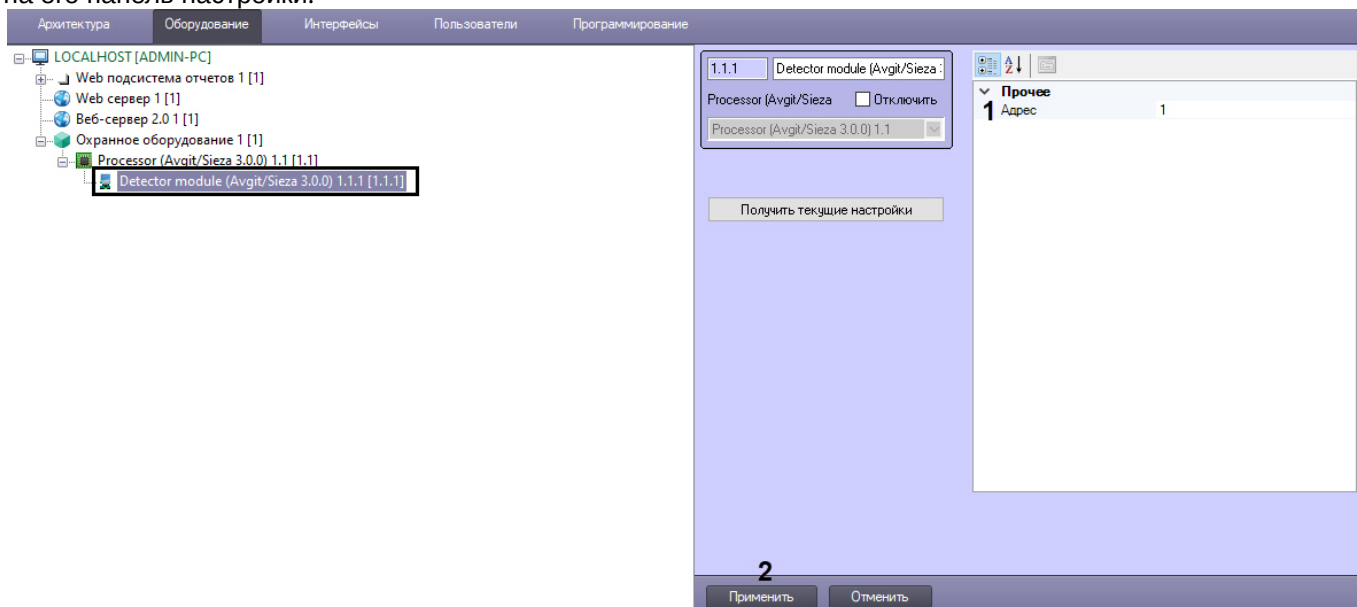 на его панель настройки.
Архитектура Оборудование Интерфейсы Пользователи Программирование
LOCALHOST [ADMIN-PC]
Web подсистема отчетов 1 [1]
Web сервер 1 [1]
Веб-сервер 2.0 1 [1]
Охранное оборудование 1 [1]
Processor (Avgit/Sieza 3.0.0) 1.1 [1.1]
Detector module (Avgit/Sieza 3.0.0) 1.1.1 [1.1.1]
1.1.1 Detector module (Avgit/Sieza
Processor (Avgit/Sieza Отключить
Processor (Avgit/Sieza 3.0.0) 1.1
Получить текущие настройки
Прочее
1 Адрес 1
2
Применить Отменить